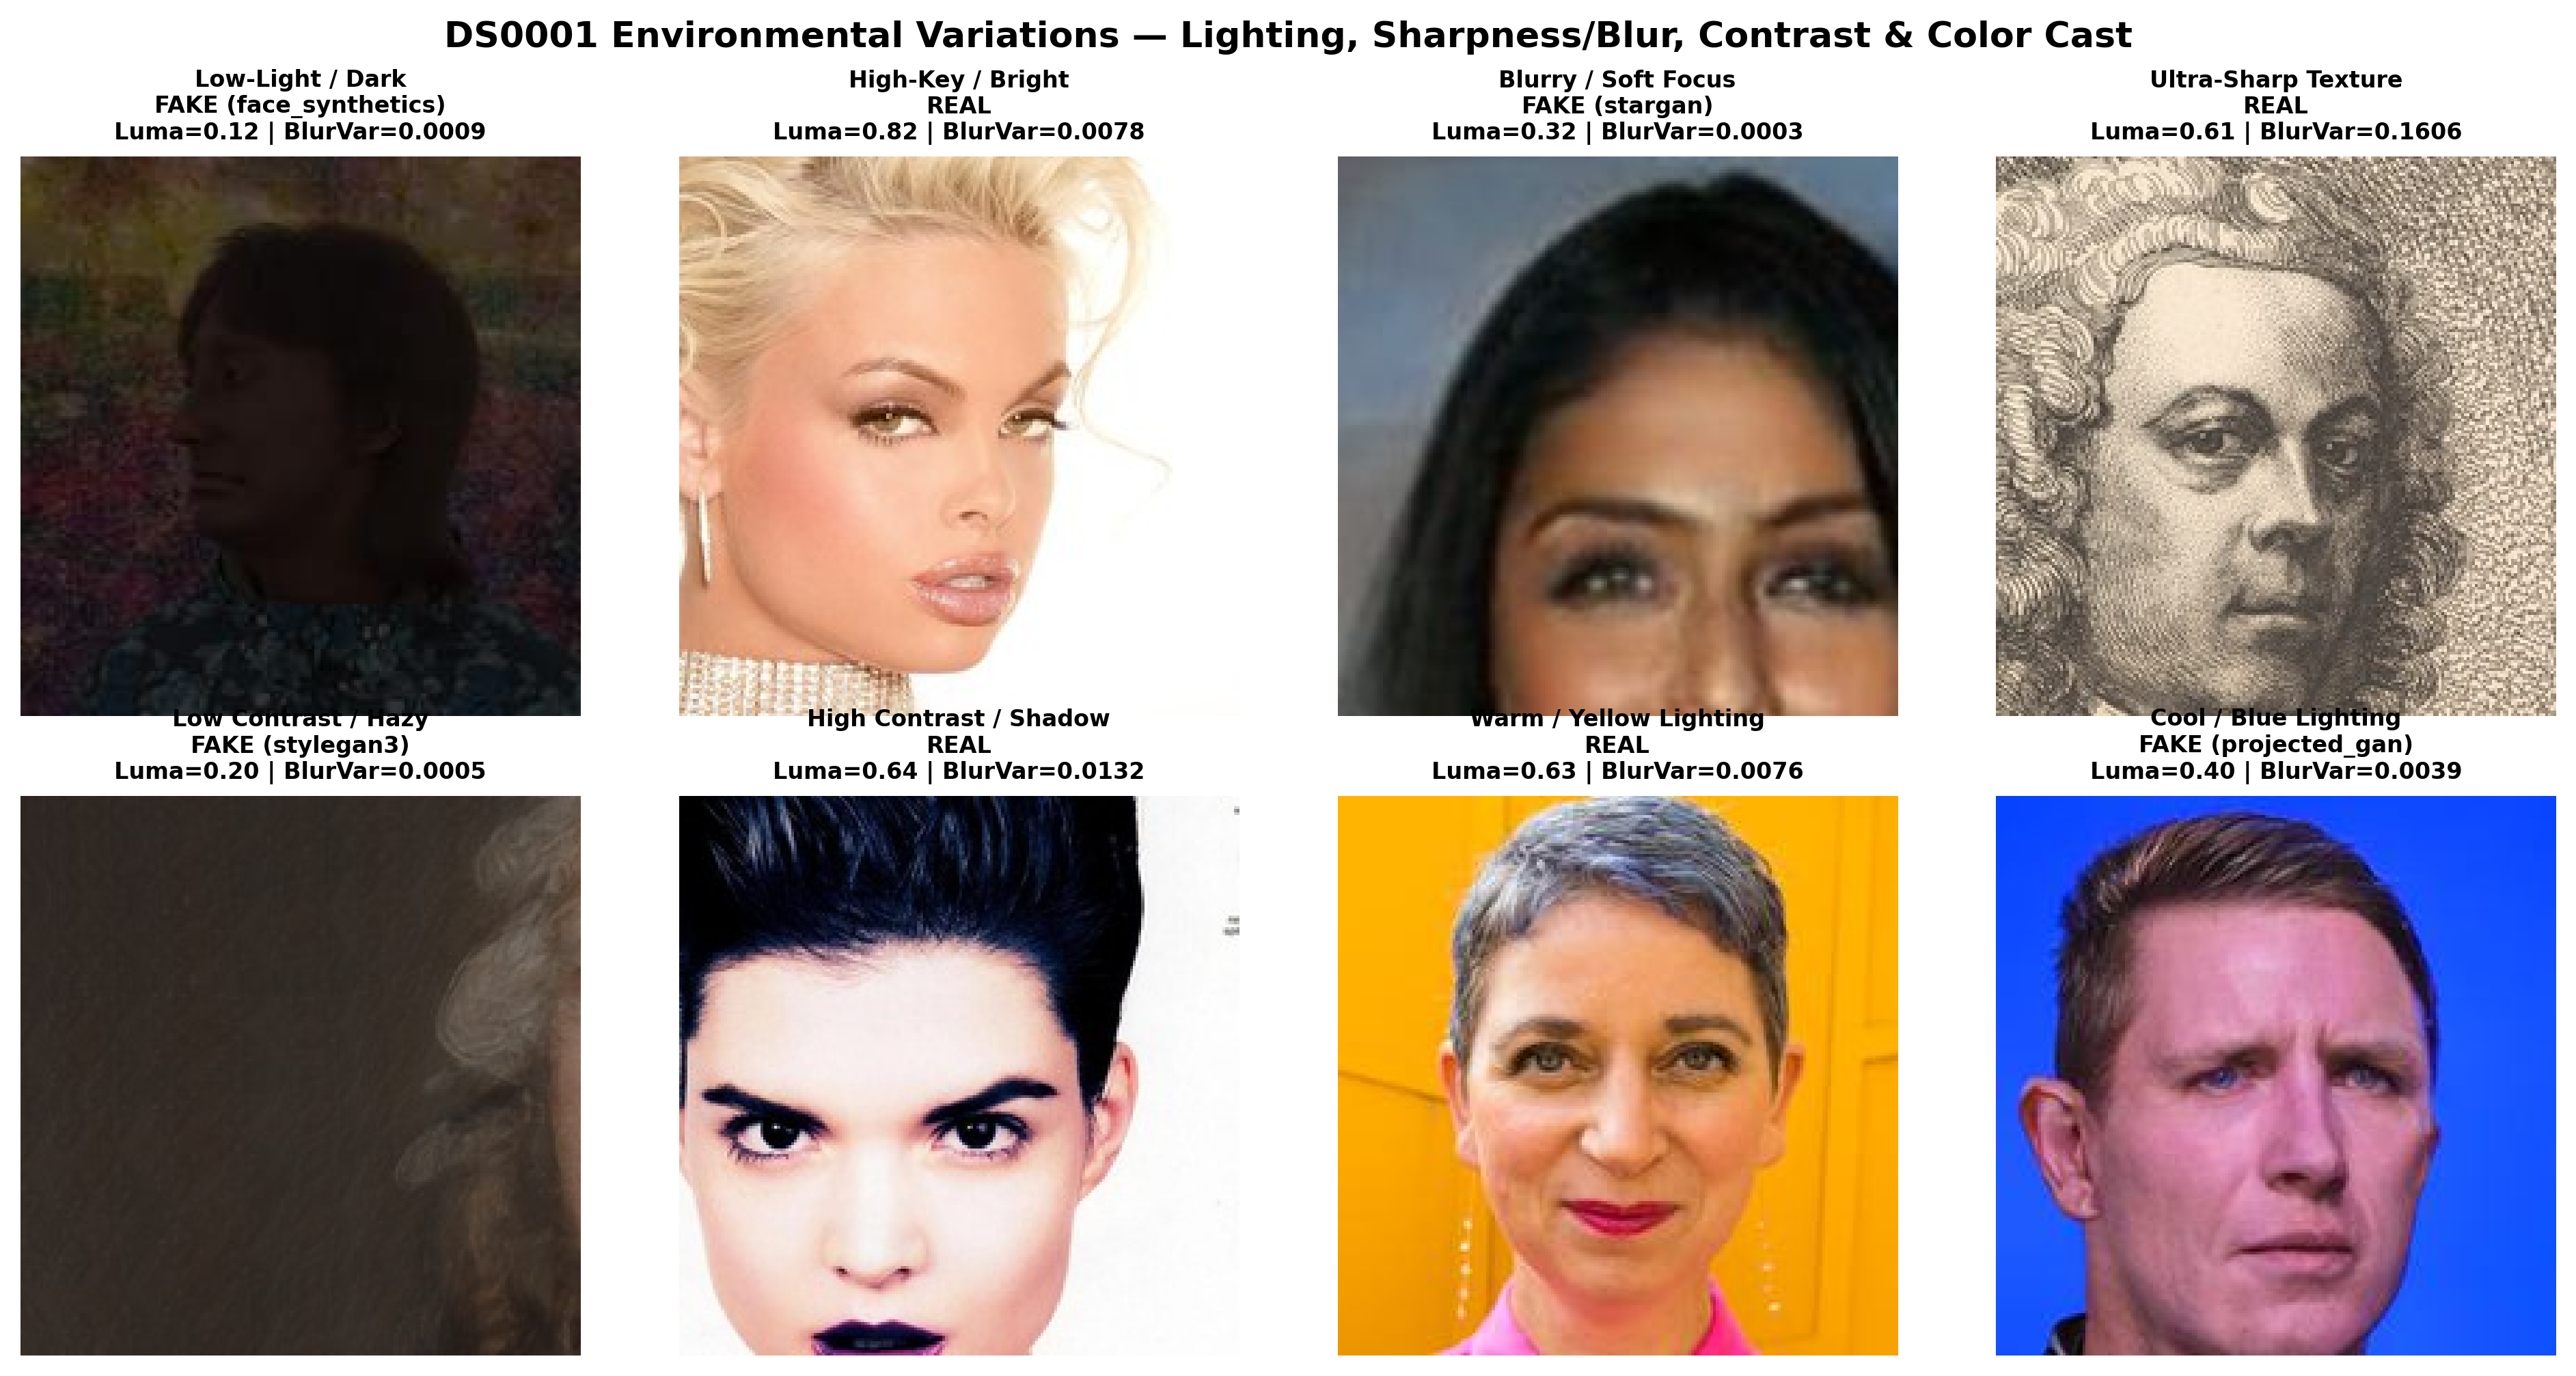 DS0001 Environmental Variations — Lighting, Sharpness/Blur, Contrast & Color Cast
Low-Light / Dark
FAKE (face_synthetics)
Luma=0.12 | BlurVar=0.0009
High-Key / Bright
REAL
Luma=0.82 | BlurVar=0.0078
Blurry / Soft Focus
FAKE (stargan)
Luma=0.32 | BlurVar=0.0003
Ultra-Sharp Texture
REAL
Luma=0.61 | BlurVar=0.1606
Low Contrast / Hazy
FAKE (stylegan3)
Luma=0.20 | BlurVar=0.0005
High Contrast / Shadow
REAL
Luma=0.64 | BlurVar=0.0132
Warm / Yellow Lighting
REAL
Luma=0.63 | BlurVar=0.0076
Cool / Blue Lighting
FAKE (projected_gan)
Luma=0.40 | BlurVar=0.0039